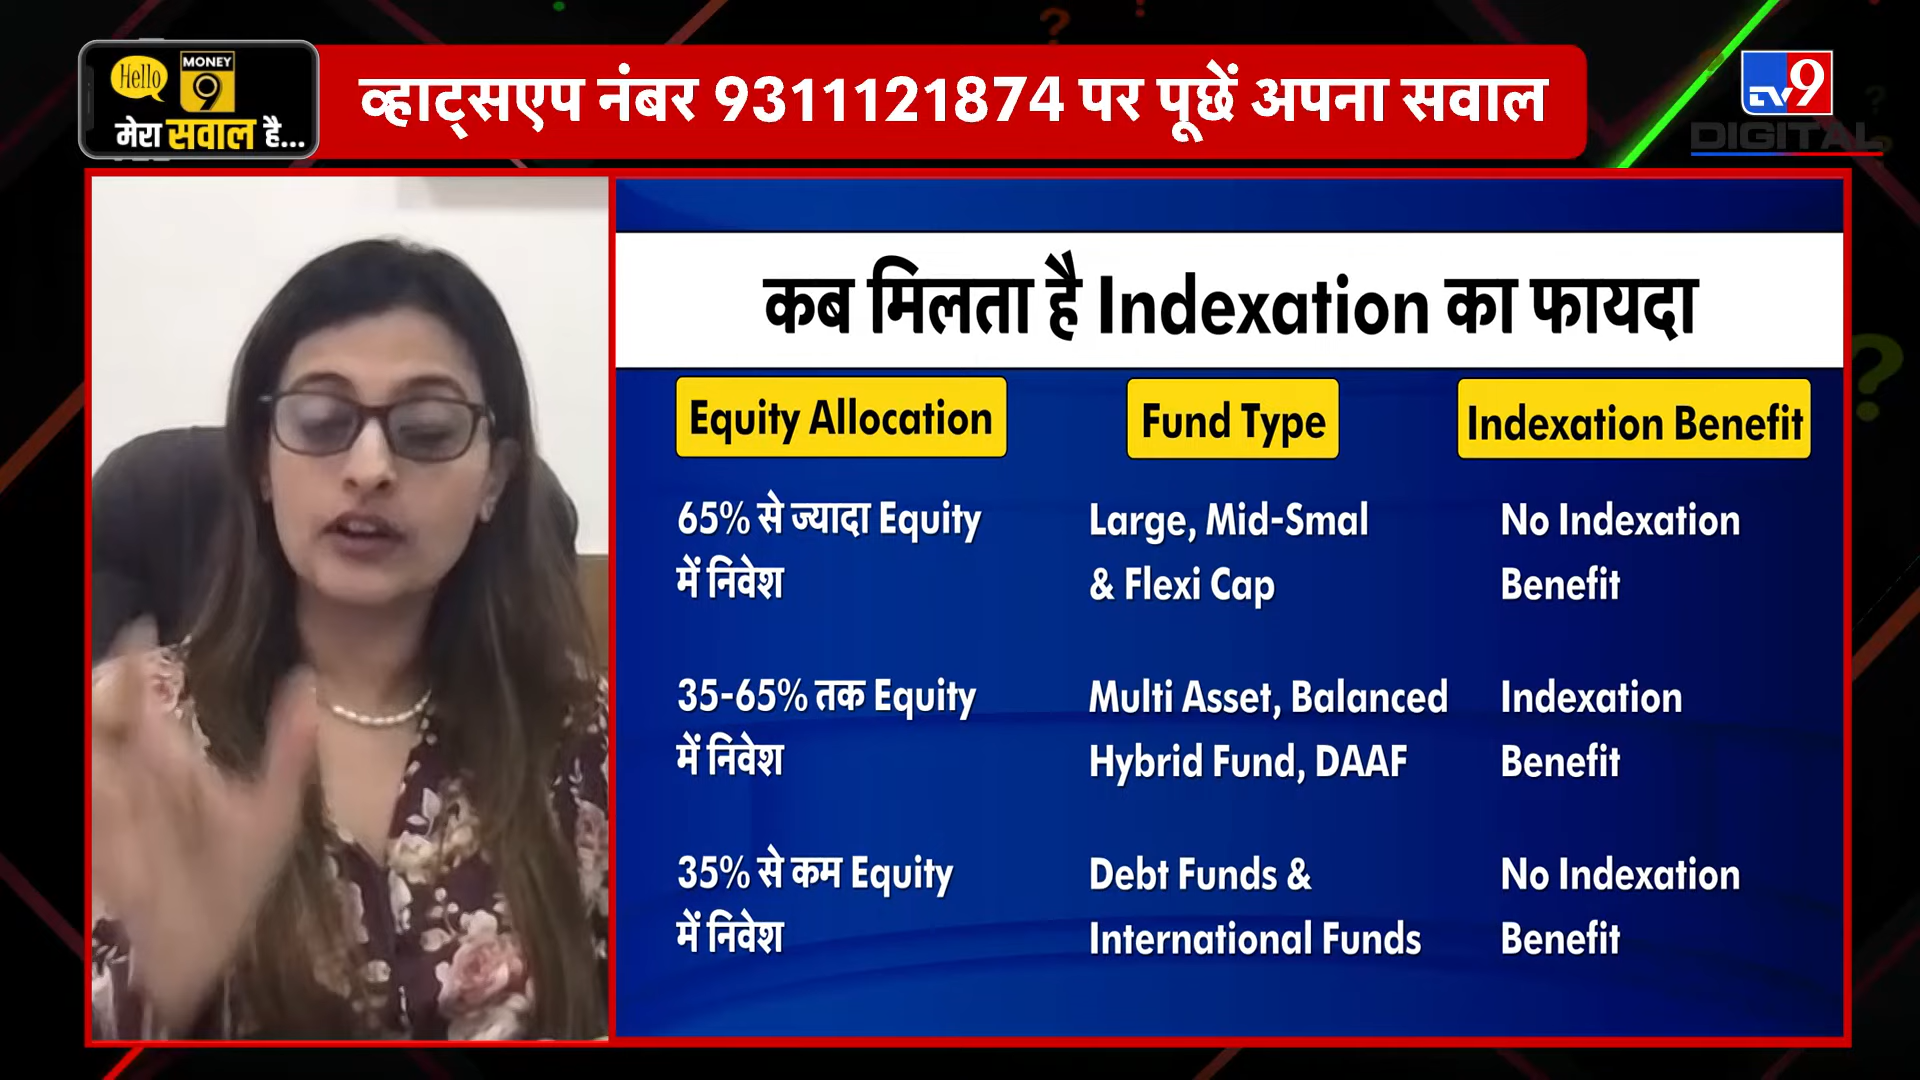 Hello
MONEY
9
मेरा सवाल है...
व्हाट्सएप नंबर 9311121874 पर पूछें अपना सवाल
TV9
DIGITAL
कब मिलता है Indexation का फायदा
Equity Allocation
Fund Type
Indexation Benefit
65% से ज्यादा Equity
में निवेश
Large, Mid-Smal
& Flexi Cap
No Indexation
Benefit
35-65% तक Equity
में निवेश
Multi Asset, Balanced
Hybrid Fund, DAAF
Indexation
Benefit
35% से कम Equity
में निवेश
Debt Funds &
International Funds
No Indexation
Benefit